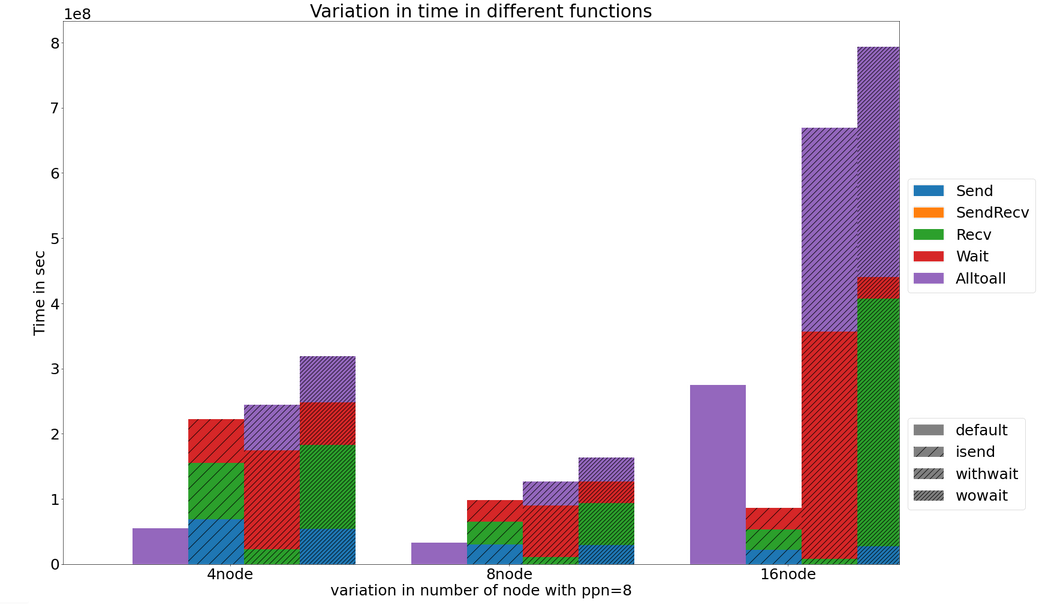 Variation in time in different functions
1e8
8
7
6
5
4
3
2
1
0
Time in sec
4node
8node
16node
variation in number of node with ppn=8
Send
SendRecv
Recv
Wait
Alltoall
default
isend
withwait
wowait